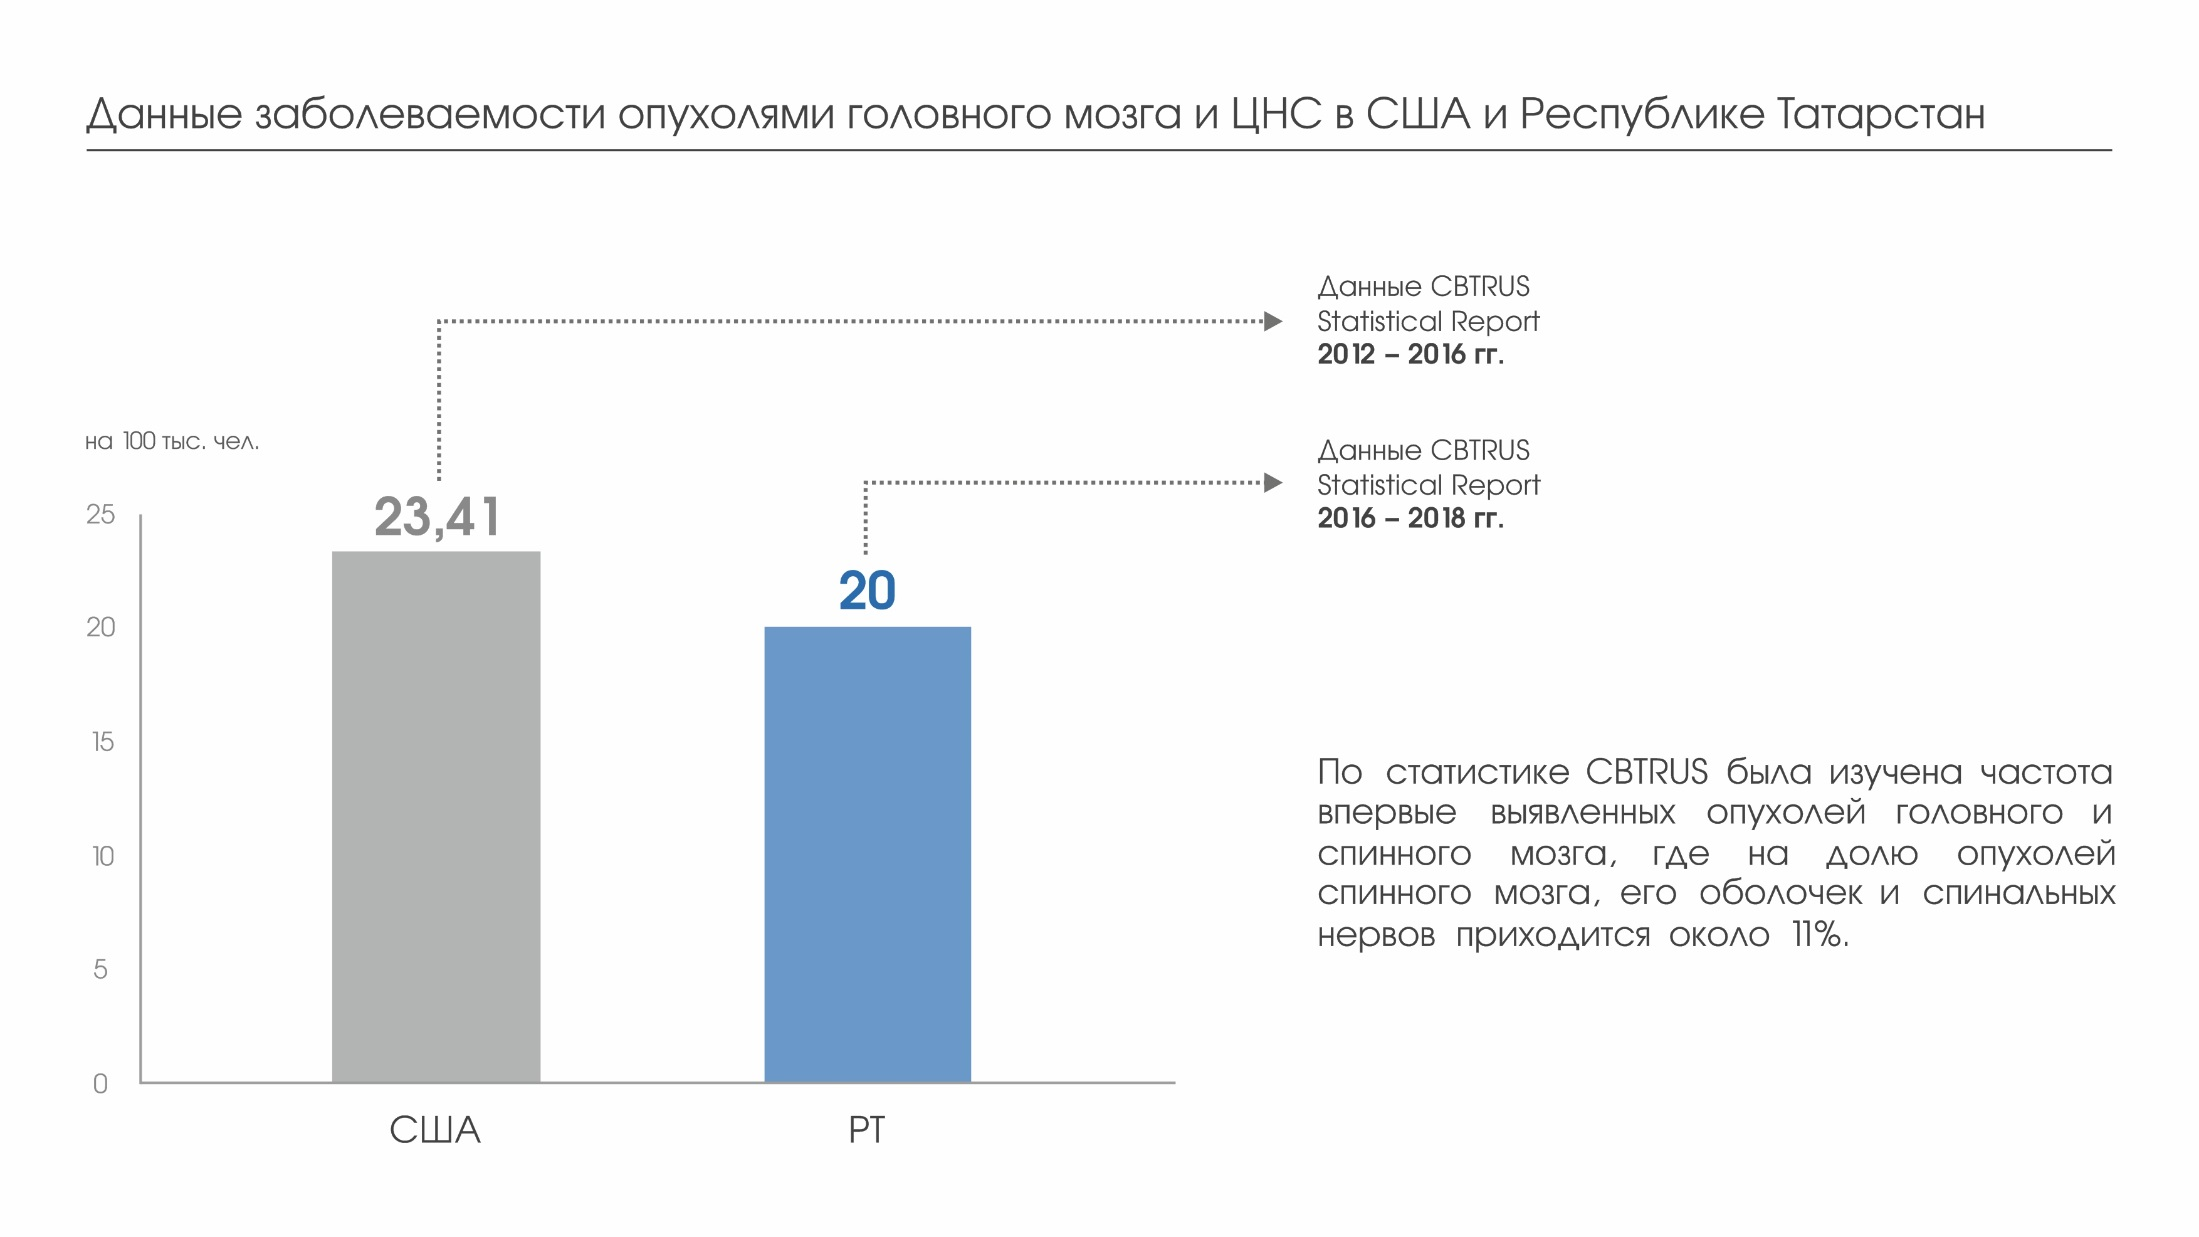 Данные заболеваемости опухолями головного мозга и ЦНС в США и Республике Татарстан
Данные CBTRUS
Statistical Report
2012 – 2016 гг.
Данные CBTRUS
Statistical Report
2016 – 2018 гг.
на 100 тыс. чел.
25
20
15
10
5
0
23,41
20
США
РТ
По статистике CBTRUS была изучена частота
впервые выявленных опухолей головного и
спинного мозга, где на долю опухолей
спинного мозга, его оболочек и спинальных
нервов приходится около 11%.